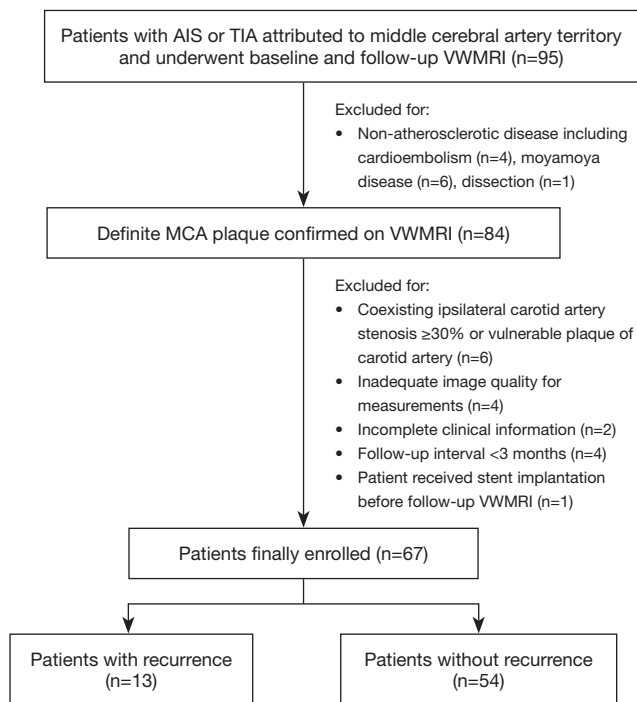 Patients with AIS or TIA attributed to middle cerebral artery territory
and underwent baseline and follow-up VWMRI (n=95)
Excluded for:
• Non-atherosclerotic disease including
cardioembolism (n=4), moyamoya
disease (n=6), dissection (n=1)
Definite MCA plaque confirmed on VWMRI (n=84)
Excluded for:
• Coexisting ipsilateral carotid artery
stenosis ≥30% or vulnerable plaque of
carotid artery (n=6)
• Inadequate image quality for
measurements (n=4)
• Incomplete clinical information (n=2)
• Follow-up interval <3 months (n=4)
• Patient received stent implantation
before follow-up VWMRI (n=1)
Patients finally enrolled (n=67)
Patients with recurrence
(n=13)
Patients without recurrence
(n=54)